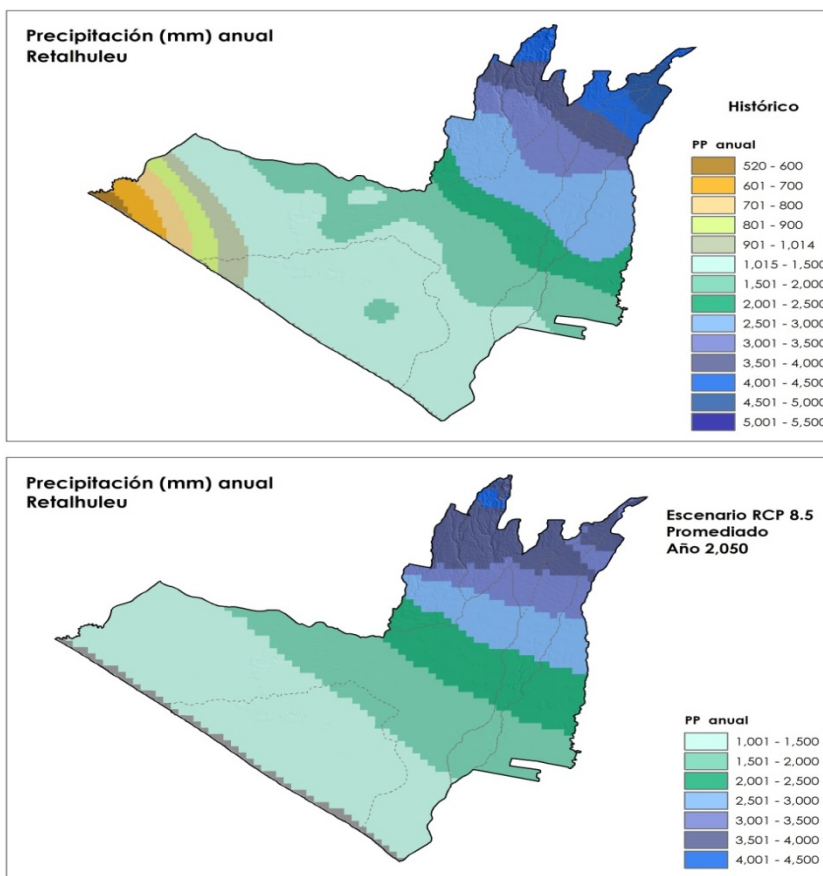 Precipitación (mm) anual
Retalhuleu
Histórico
PP anual
520 - 600
601 - 700
701 - 800
801 - 900
901 - 1,014
1,015 - 1,500
1,501 - 2,000
2,001 - 2,500
2,501 - 3,000
3,001 - 3,500
3,501 - 4,000
4,001 - 4,500
4,501 - 5,000
5,001 - 5,500
Precipitación (mm) anual
Retalhuleu
Escenario RCP 8.5
Promediado
Año 2,050
PP anual
1,001 - 1,500
1,501 - 2,000
2,001 - 2,500
2,501 - 3,000
3,001 - 3,500
3,501 - 4,000
4,001 - 4,500